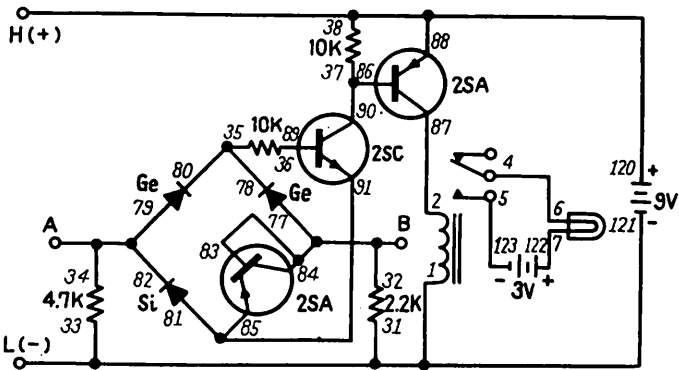 H(+)
38
10K
37
86
88
2SA
87
90
35
10K
89
36
2SC
91
Ge
80
79
78
Ge
77
4
5
6
7
120
+
9V
121
-
A
B
2
1
83
84
2SA
85
82
Si
81
34
4.7K
33
32
2.2K
31
123
122
-
3V
+
L(-)